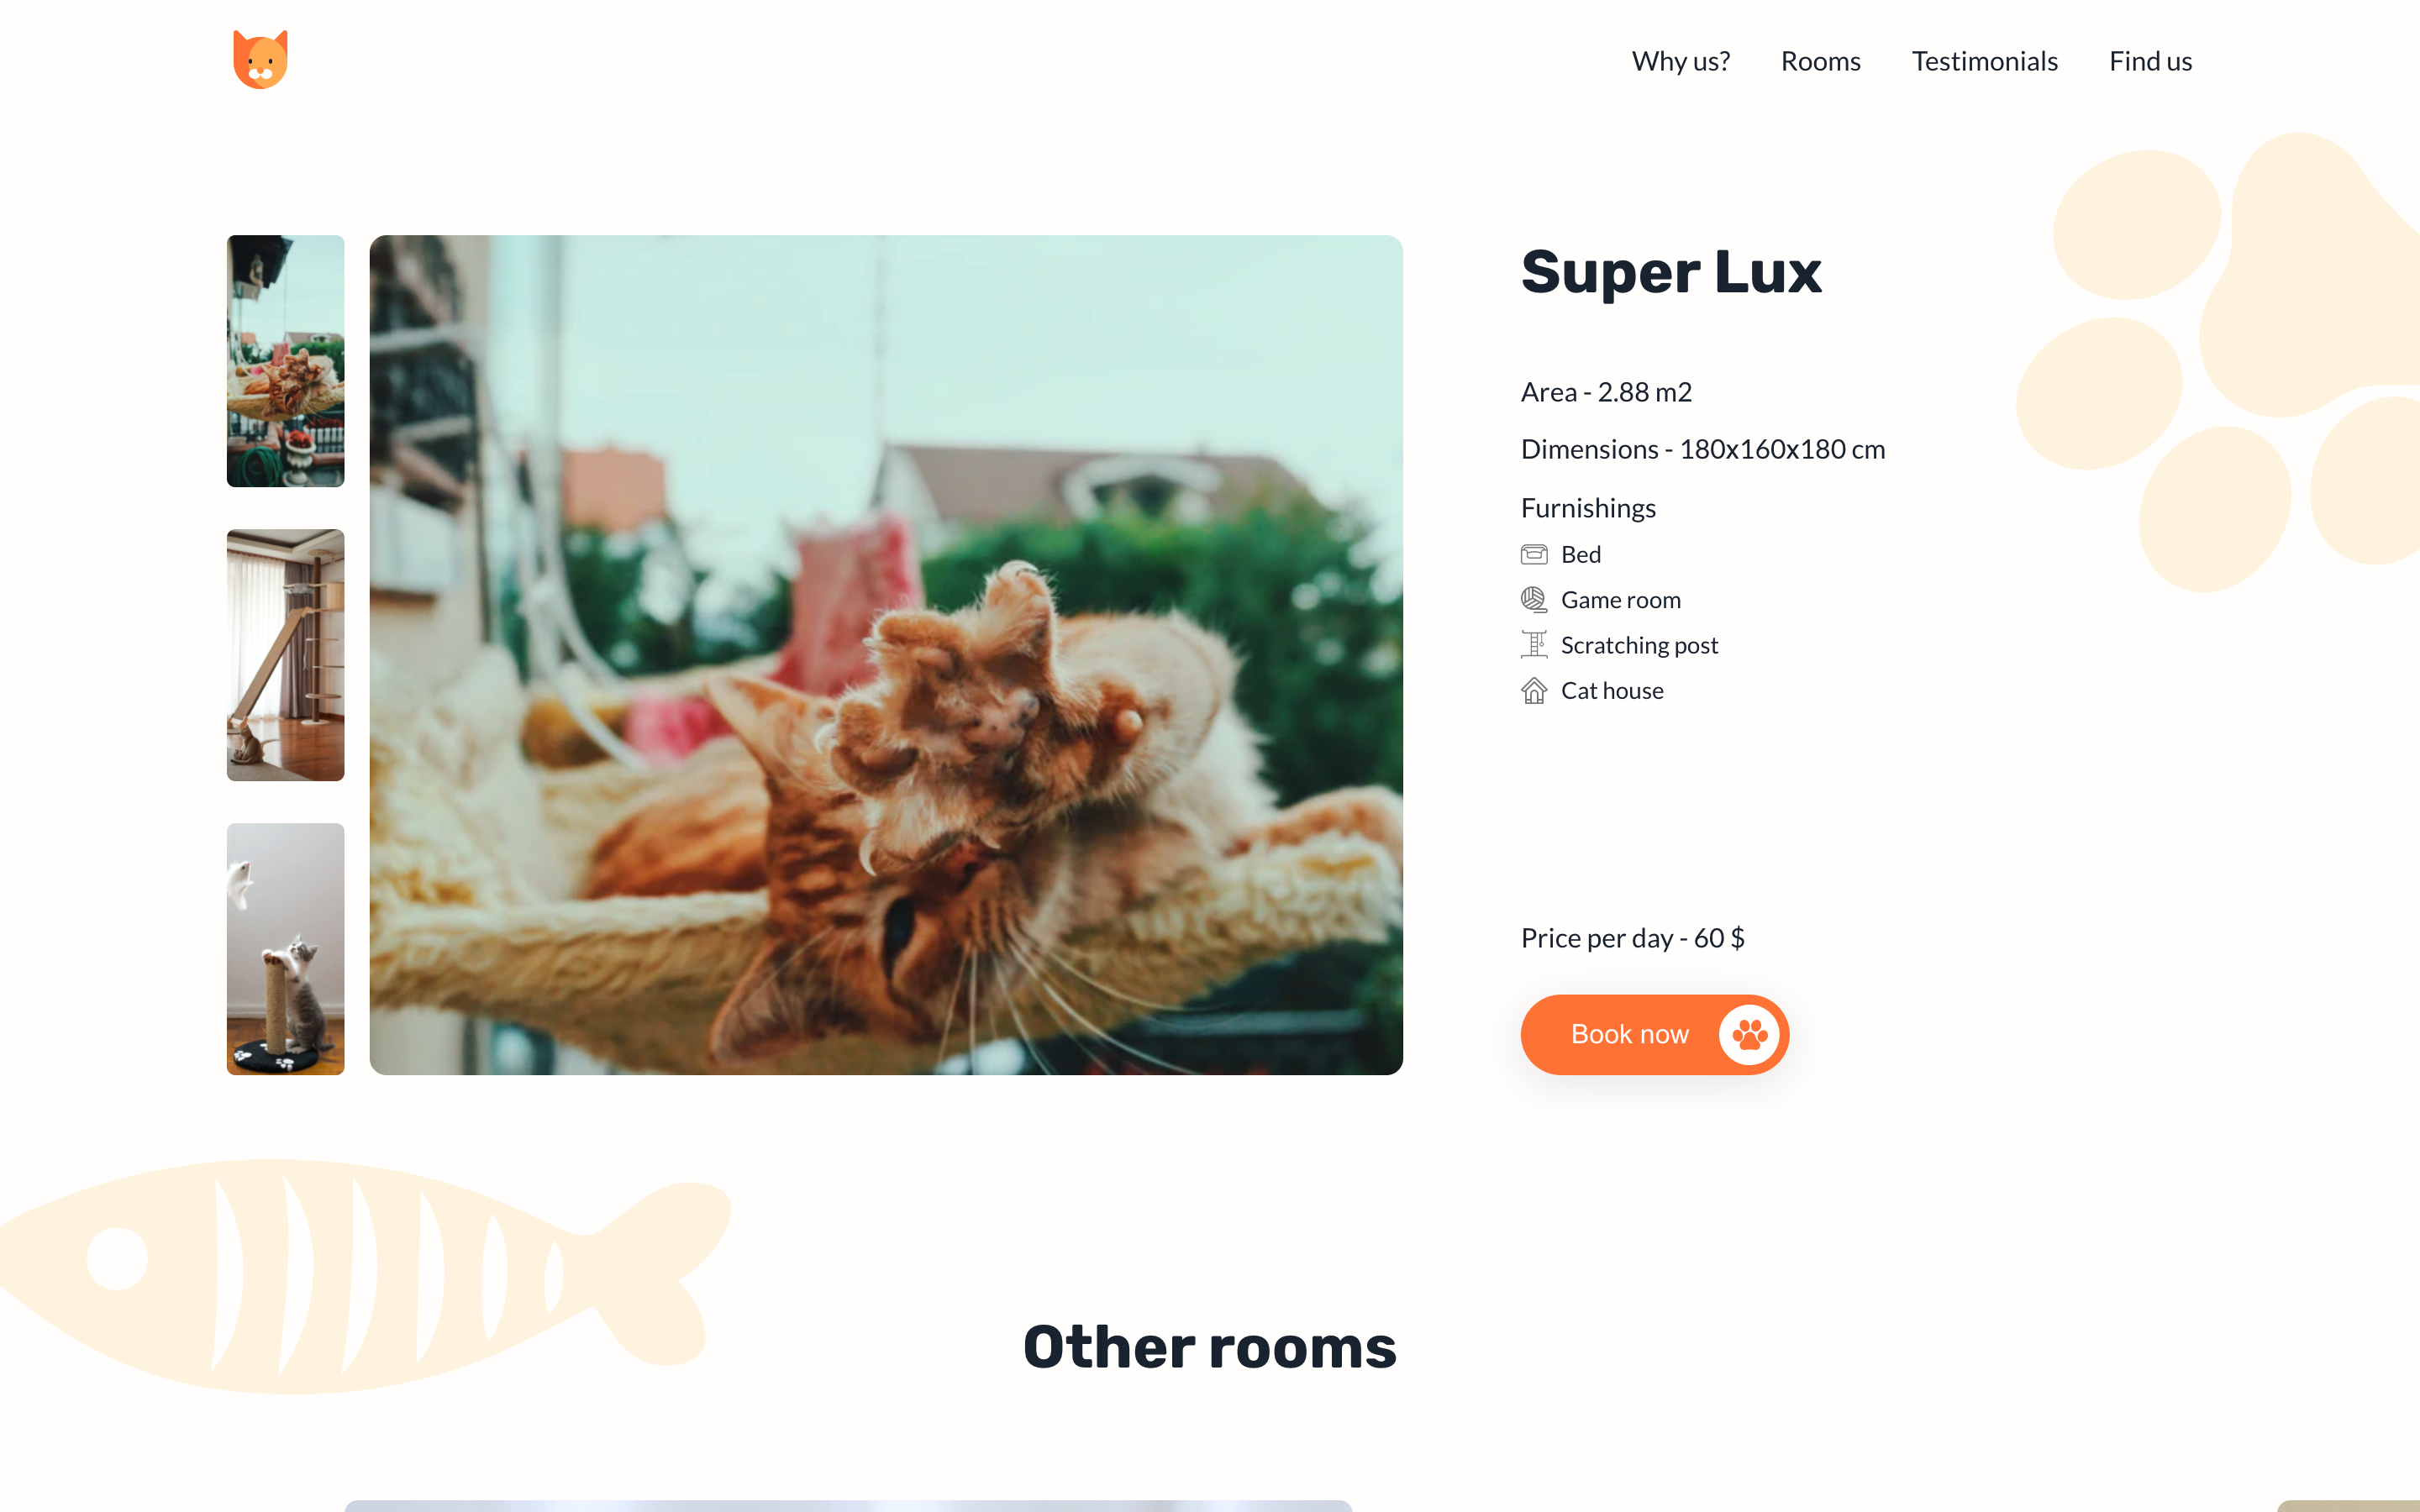 Why us? Rooms Testimonials Find us
Super Lux
Area - 2.88 m2
Dimensions - 180x160x180 cm
Furnishings
Bed
Game room
Scratching post
Cat house
Price per day - 60 $
Book now
Other rooms